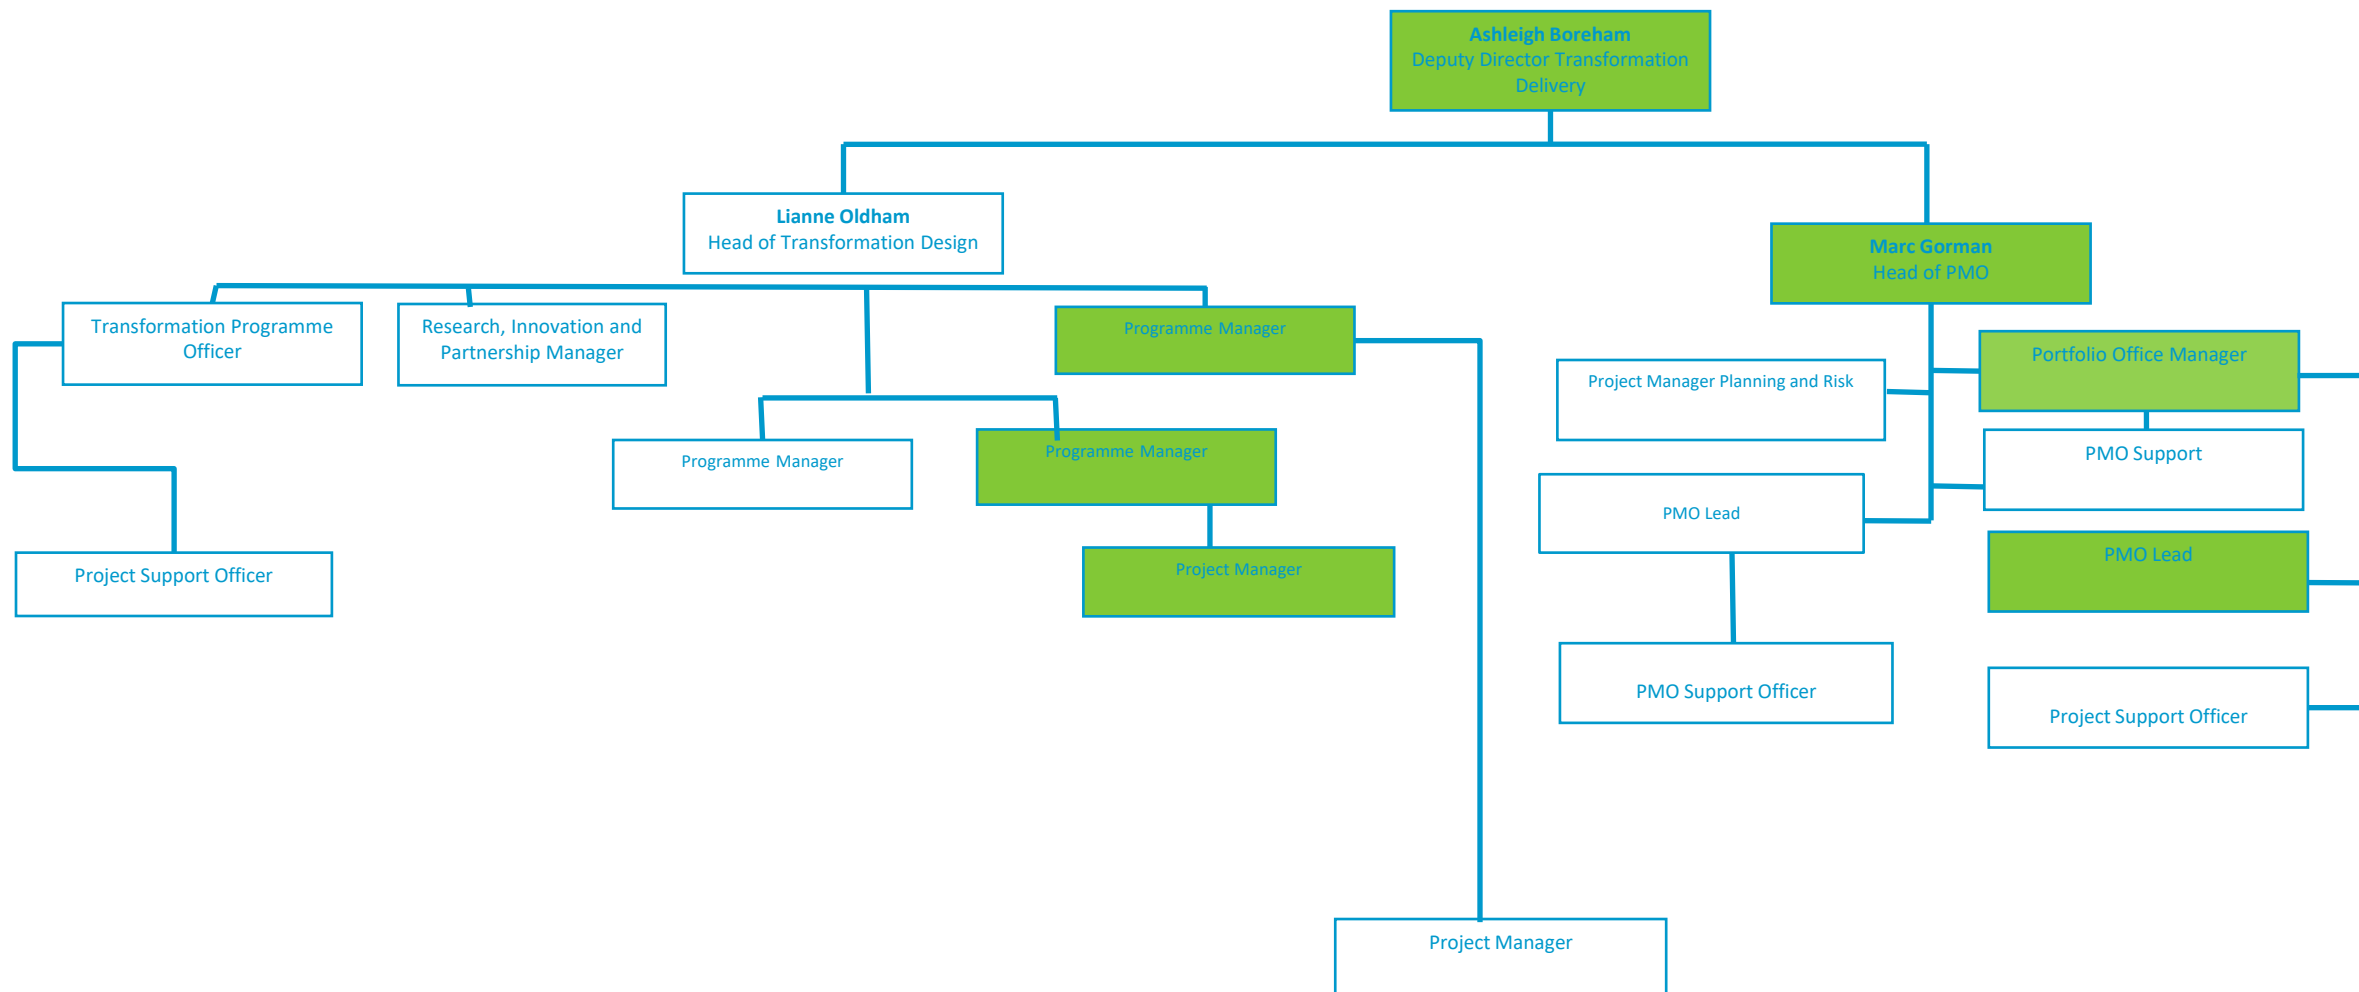 Ashleigh Boreham
Deputy Director Transformation
Delivery
Lianne Oldham
Head of Transformation Design
Marc Gorman
Head of PMO
Transformation Programme
Officer
Research, Innovation and
Partnership Manager
Programme Manager
Portfolio Office Manager
Project Manager Planning and Risk
Programme Manager
Programme Manager
PMO Support
PMO Lead
PMO Lead
Project Support Officer
Project Manager
PMO Support Officer
Project Support Officer
Project Manager